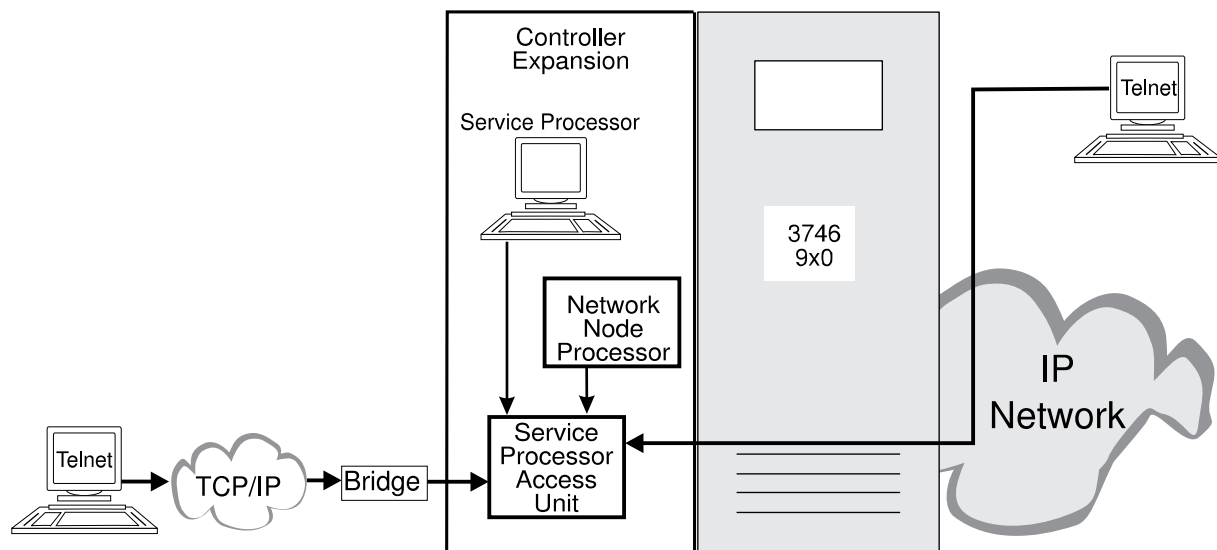 Controller
Expansion
Service Processor
Telnet
3746
9x0
Network
Node
Processor
IP
Network
Service
Processor
Access
Unit
Telnet
TCP/IP
Bridge